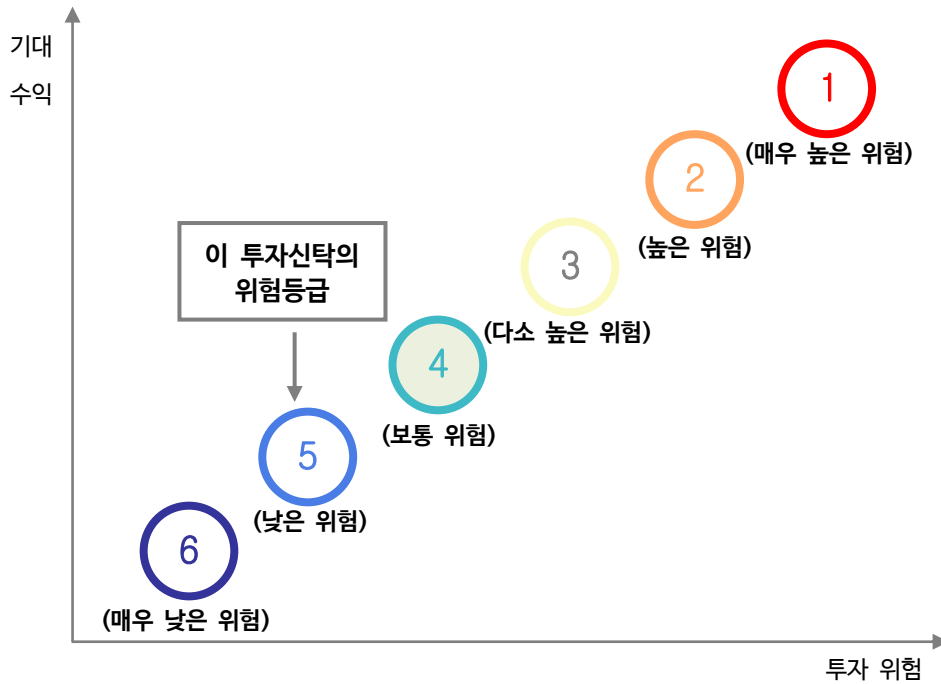 기대
수익
1
(매우 높은 위험)
2
(높은 위험)
이 투자신탁의
위험등급
3
(다소 높은 위험)
4
(보통 위험)
5
(낮은 위험)
6
(매우 낮은 위험)
투자 위험